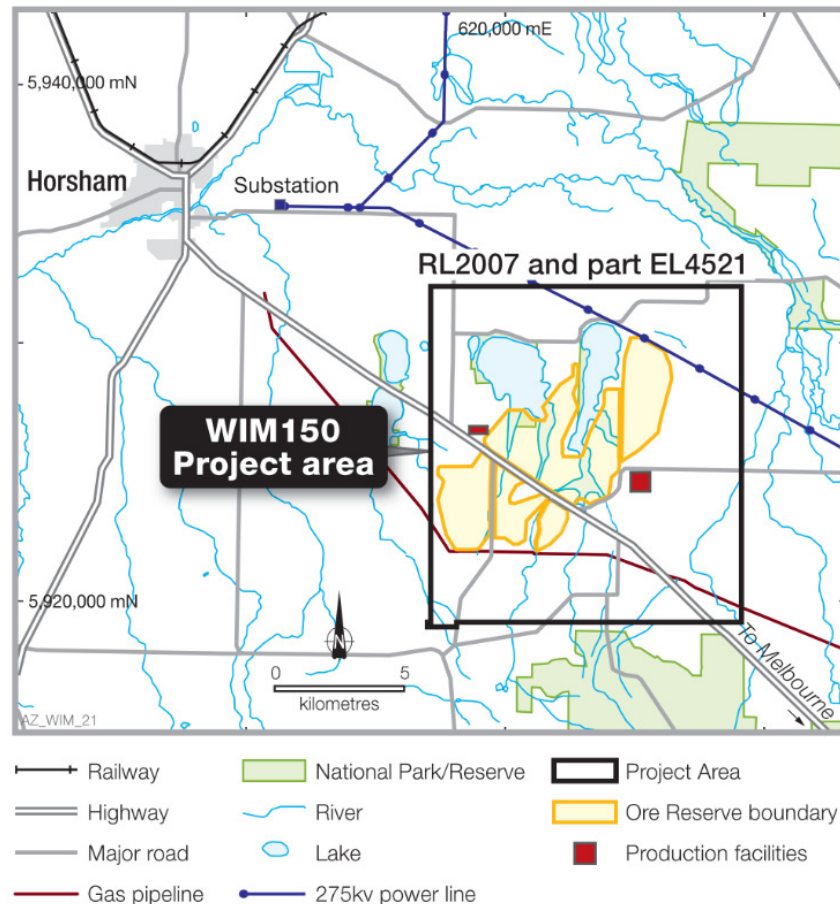 620,000 mE
5,940,000 mN
Horsham
Substation
RL2007 and part EL4521
WIM150
Project area
5,920,000 mN
N
0 5
kilometres
To Melbourne
AZ_WIM_21
Railway
National Park/Reserve
Project Area
Highway
River
Ore Reserve boundary
Major road
Lake
Production facilities
Gas pipeline
275kv power line